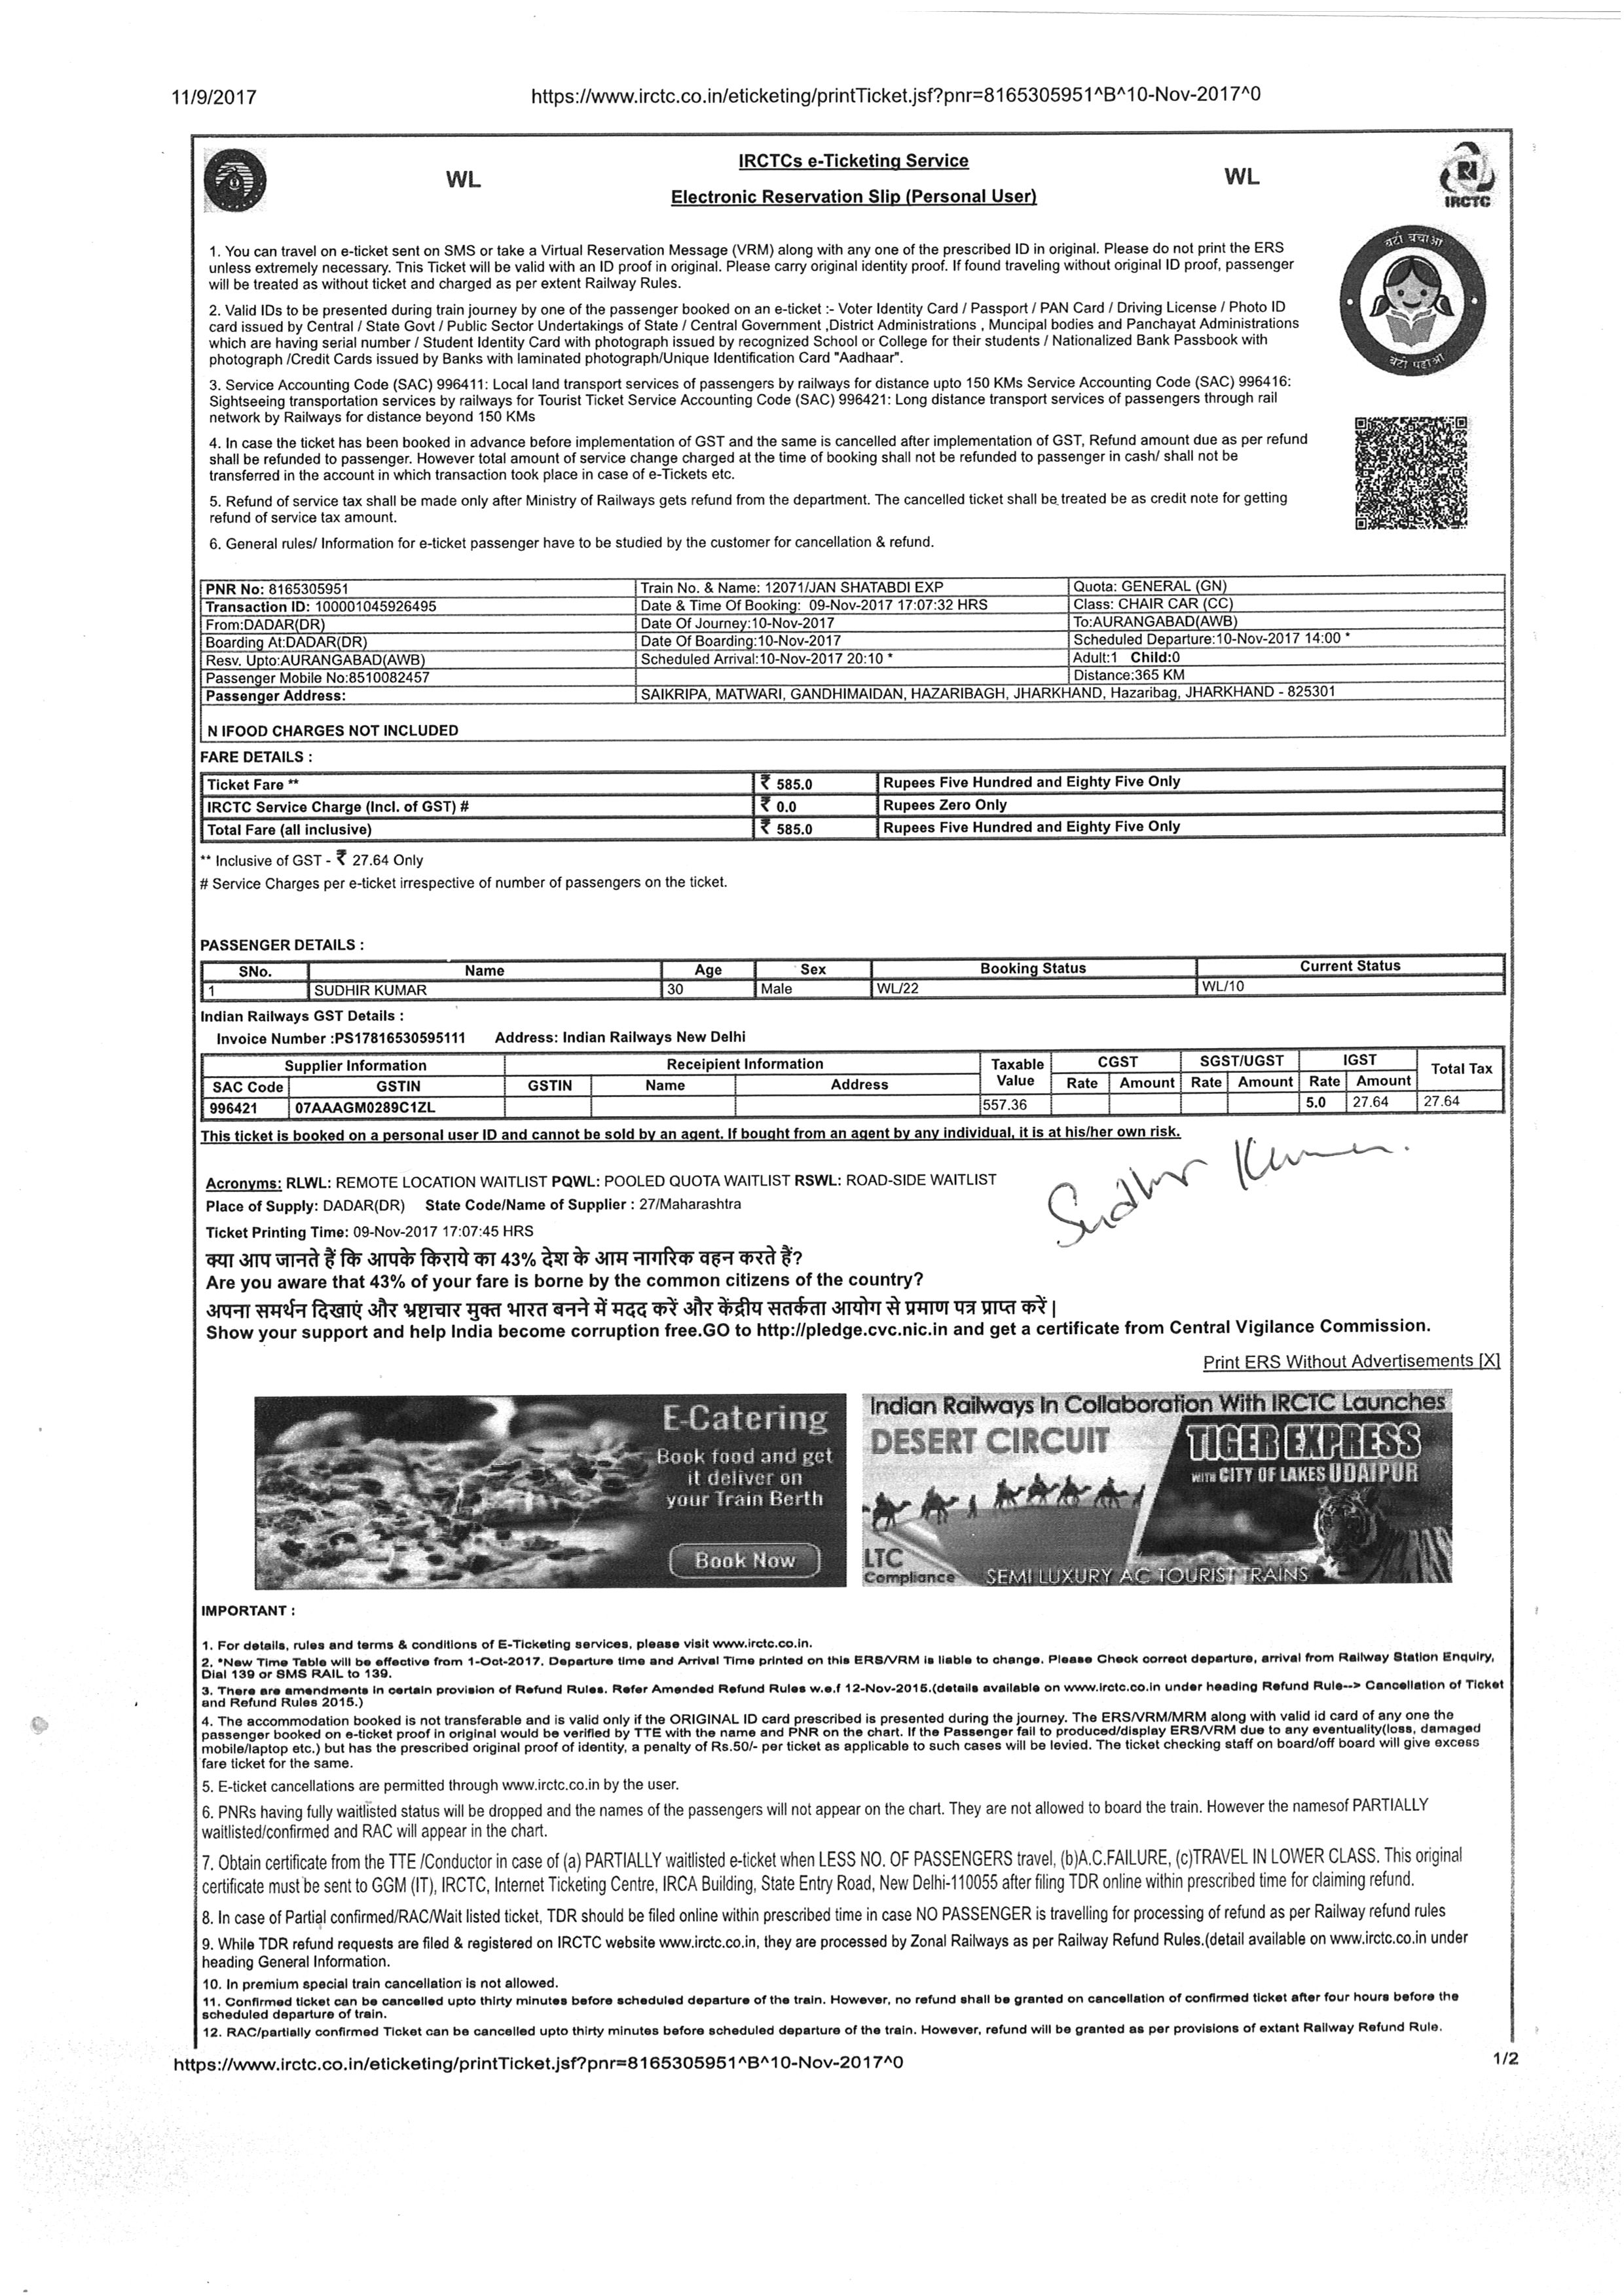 11/9/2017
https://www.irctc.co.in/eticketing/printTicket.jsf?pnr=8165305951^B^10-Nov-2017^0
WL
IRCTCs e-Ticketing Service
WL
Electronic Reservation Slip (Personal User)
IRCTC
1. You can travel on e-ticket sent on SMS or take a Virtual Reservation Message (VRM) along with any one of the prescribed ID in original. Please do not print the ERS
unless extremely necessary. This Ticket will be valid with an ID proof in original. Please carry original identity proof. If found traveling without original ID proof, passenger
will be treated as without ticket and charged as per extent Railway Rules.
2. Valid IDs to be presented during train journey by one of the passenger booked on an e-ticket :- Voter Identity Card / Passport / PAN Card / Driving License / Photo ID
card issued by Central / State Govt / Public Sector Undertakings of State / Central Government ,District Administrations , Muncipal bodies and Panchayat Administrations
which are having serial number / Student Identity Card with photograph issued by recognized School or College for their students / Nationalized Bank Passbook with
photograph /Credit Cards issued by Banks with laminated photograph/Unique Identification Card "Aadhaar".
3. Service Accounting Code (SAC) 996411: Local land transport services of passengers by railways for distance upto 150 KMs Service Accounting Code (SAC) 996416:
Sightseeing transportation services by railways for Tourist Ticket Service Accounting Code (SAC) 996421: Long distance transport services of passengers through rail
network by Railways for distance beyond 150 KMs
4. In case the ticket has been booked in advance before implementation of GST and the same is cancelled after implementation of GST, Refund amount due as per refund
shall be refunded to passenger. However total amount of service change charged at the time of booking shall not be refunded to passenger in cash/ shall not be
transferred in the account in which transaction took place in case of e-Tickets etc.
5. Refund of service tax shall be made only after Ministry of Railways gets refund from the department. The cancelled ticket shall be treated be as credit note for getting
refund of service tax amount.
6. General rules/ Information for e-ticket passenger have to be studied by the customer for cancellation & refund.
PNR No: 8165305951 Train No. & Name: 12071/JAN SHATABDI EXP Quota: GENERAL (GN)
Transaction ID: 100001045926495 Date & Time Of Booking: 09-Nov-2017 17:07:32 HRS Class: CHAIR CAR (CC)
From:DADAR(DR) Date Of Journey:10-Nov-2017 To:AURANGABAD(AWB)
Boarding At:DADAR(DR) Date Of Boarding:10-Nov-2017 Scheduled Departure:10-Nov-2017 14:00 *
Resv. Upto:AURANGABAD(AWB) Scheduled Arrival:10-Nov-2017 20:10 * Adult:1 Child:0
Passenger Mobile No:8510082457 Distance:365 KM
Passenger Address: SAIKRIPA, MATWARI, GANDHIMAIDAN, HAZARIBAGH, JHARKHAND, Hazaribag, JHARKHAND - 825301
N IFOOD CHARGES NOT INCLUDED
FARE DETAILS :
Ticket Fare ** ₹ 585.0 Rupees Five Hundred and Eighty Five Only
IRCTC Service Charge (Incl. of GST) # ₹ 0.0 Rupees Zero Only
Total Fare (all inclusive) ₹ 585.0 Rupees Five Hundred and Eighty Five Only
** Inclusive of GST - ₹ 27.64 Only
# Service Charges per e-ticket irrespective of number of passengers on the ticket.
PASSENGER DETAILS :
SNo. Name Age Sex Booking Status Current Status
1 SUDHIR KUMAR 30 Male WL/22 WL/10
Indian Railways GST Details :
Invoice Number :PS17816530595111 Address: Indian Railways New Delhi
Supplier Information Receipient Information Taxable Value CGST SGST/UGST IGST Total Tax
SAC Code GSTIN GSTIN Name Address Rate Amount Rate Amount Rate Amount
996421 07AAAGM0289C1ZL 557.36 5.0 27.64 27.64
This ticket is booked on a personal user ID and cannot be sold by an agent. If bought from an agent by any individual, it is at his/her own risk.
Sudhir Kumar.
Acronyms: RLWL: REMOTE LOCATION WAITLIST PQWL: POOLED QUOTA WAITLIST RSWL: ROAD-SIDE WAITLIST
Place of Supply: DADAR(DR) State Code/Name of Supplier : 27/Maharashtra
Ticket Printing Time: 09-Nov-2017 17:07:45 HRS
क्या आप जानते हैं कि आपके किराये का 43% देश के आम नागरिक वहन करते हैं?
Are you aware that 43% of your fare is borne by the common citizens of the country?
अपना समर्थन दिखाएं और भ्रष्टाचार मुक्त भारत बनने में मदद करें और केंद्रीय सतर्कता आयोग से प्रमाण पत्र प्राप्त करें |
Show your support and help India become corruption free.GO to http://pledge.cvc.nic.in and get a certificate from Central Vigilance Commission.
Print ERS Without Advertisements [X]
E-Catering
Book food and get
it deliver on
your Train Berth
Book Now
Indian Railways In Collaboration With IRCTC Launches
DESERT CIRCUIT
TIGER EXPRESS
WITH CITY OF LAKES UDAIPUR
LTC
Compliance
SEMI LUXURY AC TOURIST TRAINS
IMPORTANT :
1. For details, rules and terms & conditions of E-Ticketing services, please visit www.irctc.co.in.
2. *New Time Table will be effective from 1-Oct-2017. Departure time and Arrival Time printed on this ERS/VRM is liable to change. Please Check correct departure, arrival from Railway Station Enquiry,
Dial 139 or SMS RAIL to 139.
3. There are amendments in certain provision of Refund Rules. Refer Amended Refund Rules w.e.f 12-Nov-2015.(details available on www.irctc.co.in under heading Refund Rule--> Cancellation of Ticket
and Refund Rules 2015.)
4. The accommodation booked is not transferable and is valid only if the ORIGINAL ID card prescribed is presented during the journey. The ERS/VRM/MRM along with valid id card of any one the
passenger booked on e-ticket proof in original would be verified by TTE with the name and PNR on the chart. If the Passenger fail to produced/display ERS/VRM due to any eventuality(loss, damaged
mobile/laptop etc.) but has the prescribed original proof of identity, a penalty of Rs.50/- per ticket as applicable to such cases will be levied. The ticket checking staff on board/off board will give excess
fare ticket for the same.
5. E-ticket cancellations are permitted through www.irctc.co.in by the user.
6. PNRs having fully waitlisted status will be dropped and the names of the passengers will not appear on the chart. They are not allowed to board the train. However the namesof PARTIALLY
waitlisted/confirmed and RAC will appear in the chart.
7. Obtain certificate from the TTE /Conductor in case of (a) PARTIALLY waitlisted e-ticket when LESS NO. OF PASSENGERS travel, (b)A.C.FAILURE, (c)TRAVEL IN LOWER CLASS. This original
certificate must be sent to GGM (IT), IRCTC, Internet Ticketing Centre, IRCA Building, State Entry Road, New Delhi-110055 after filing TDR online within prescribed time for claiming refund.
8. In case of Partial confirmed/RAC/Wait listed ticket, TDR should be filed online within prescribed time in case NO PASSENGER is travelling for processing of refund as per Railway refund rules
9. While TDR refund requests are filed & registered on IRCTC website www.irctc.co.in, they are processed by Zonal Railways as per Railway Refund Rules.(detail available on www.irctc.co.in under
heading General Information.
10. In premium special train cancellation is not allowed.
11. Confirmed ticket can be cancelled upto thirty minutes before scheduled departure of the train. However, no refund shall be granted on cancellation of confirmed ticket after four hours before the
scheduled departure of train.
12. RAC/partially confirmed Ticket can be cancelled upto thirty minutes before scheduled departure of the train. However, refund will be granted as per provisions of extant Railway Refund Rule.
https://www.irctc.co.in/eticketing/printTicket.jsf?pnr=8165305951^B^10-Nov-2017^0
1/2